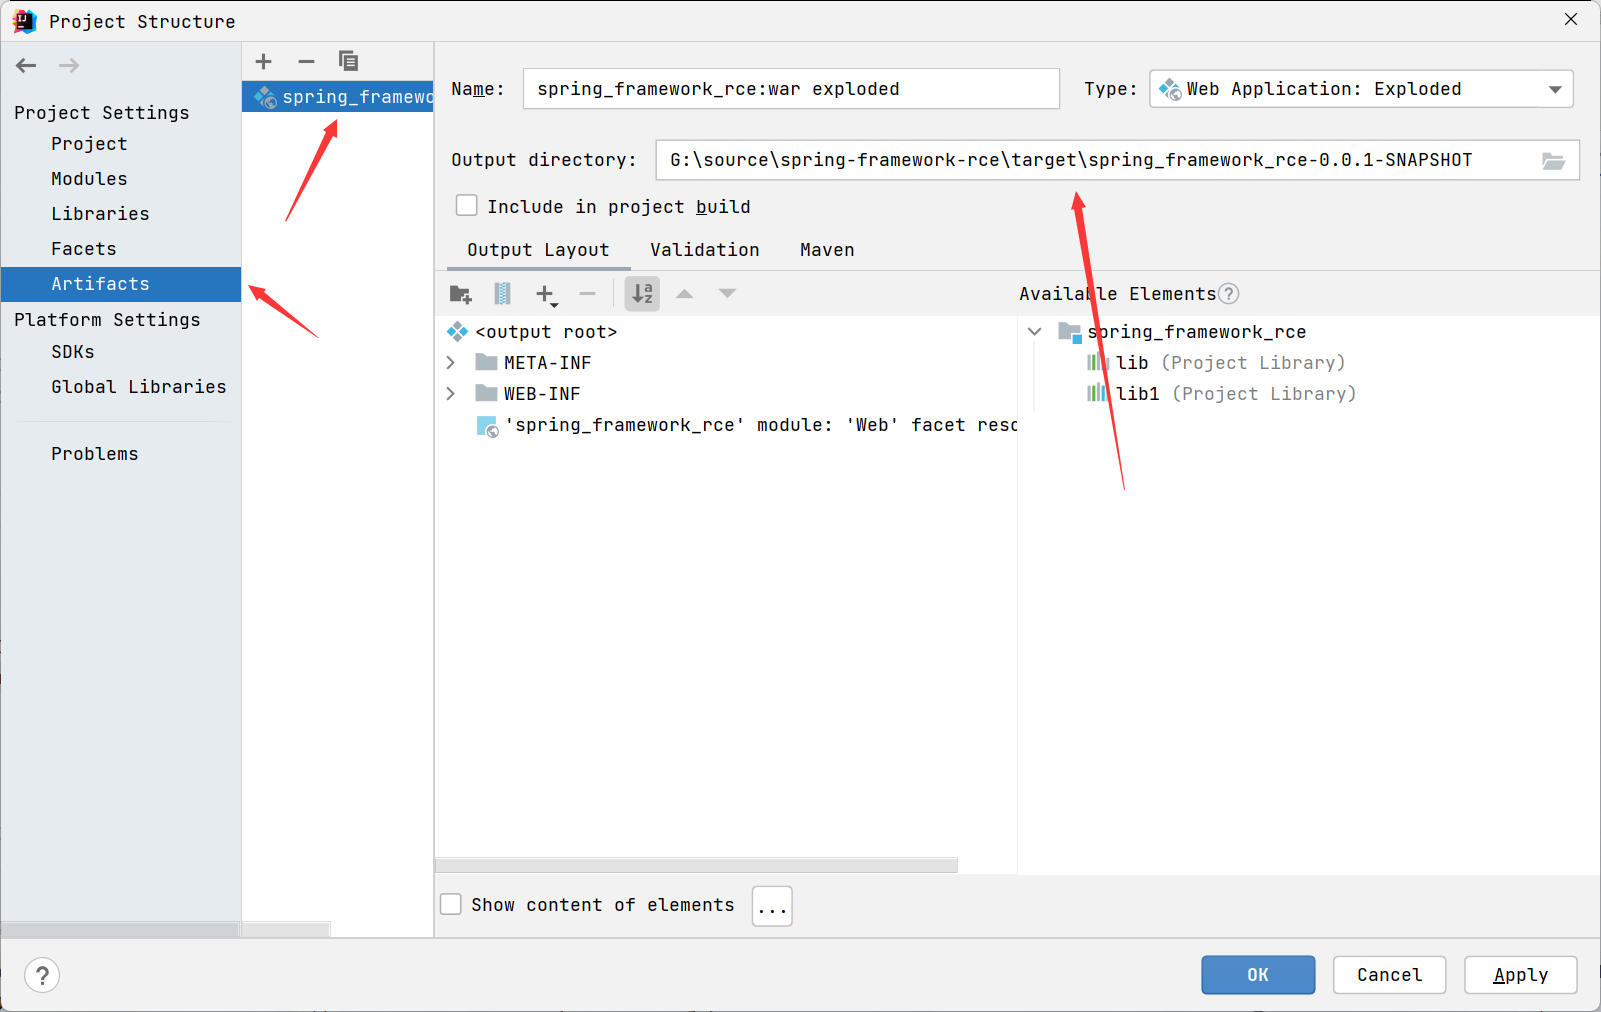 Project Structure
Project Settings
Project
Modules
Libraries
Facets
Artifacts
Platform Settings
SDKs
Global Libraries
Problems
spring_framewo
Name: spring_framework_rce:war exploded Type: Web Application: Exploded
Output directory: G:\source\spring-framework-rce\target\spring_framework_rce-0.0.1-SNAPSHOT
Include in project build
Output Layout Validation Maven
Available Elements ?
<output root>
META-INF
WEB-INF
'spring_framework_rce' module: 'Web' facet reso
spring_framework_rce
lib (Project Library)
lib1 (Project Library)
Show content of elements ...
? OK Cancel Apply